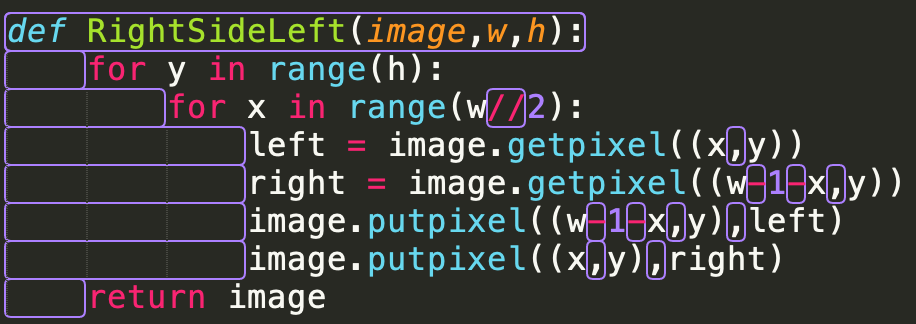 def RightSideLeft(image,w,h):
    for y in range(h):
        for x in range(w//2):
            left = image.getpixel((x,y))
            right = image.getpixel((w-1-x,y))
            image.putpixel((w-1-x,y),left)
            image.putpixel((x,y),right)
    return image